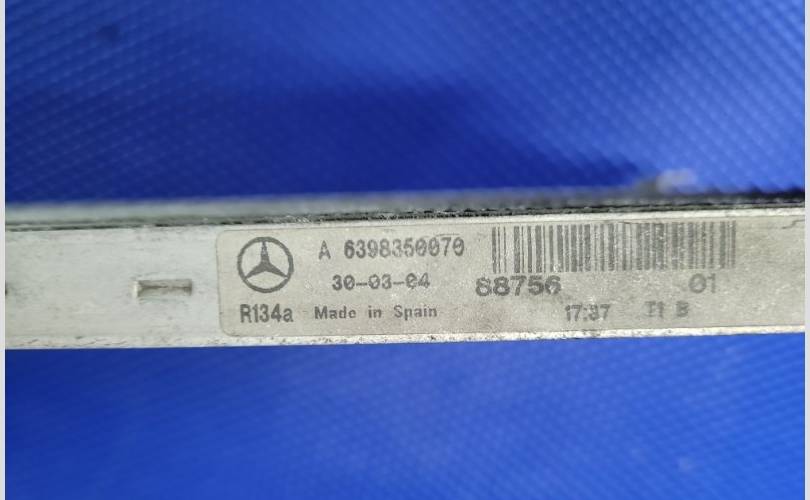 A 6398350070
30-03-04 88756 01
R134a Made in Spain 17:37 T1 B